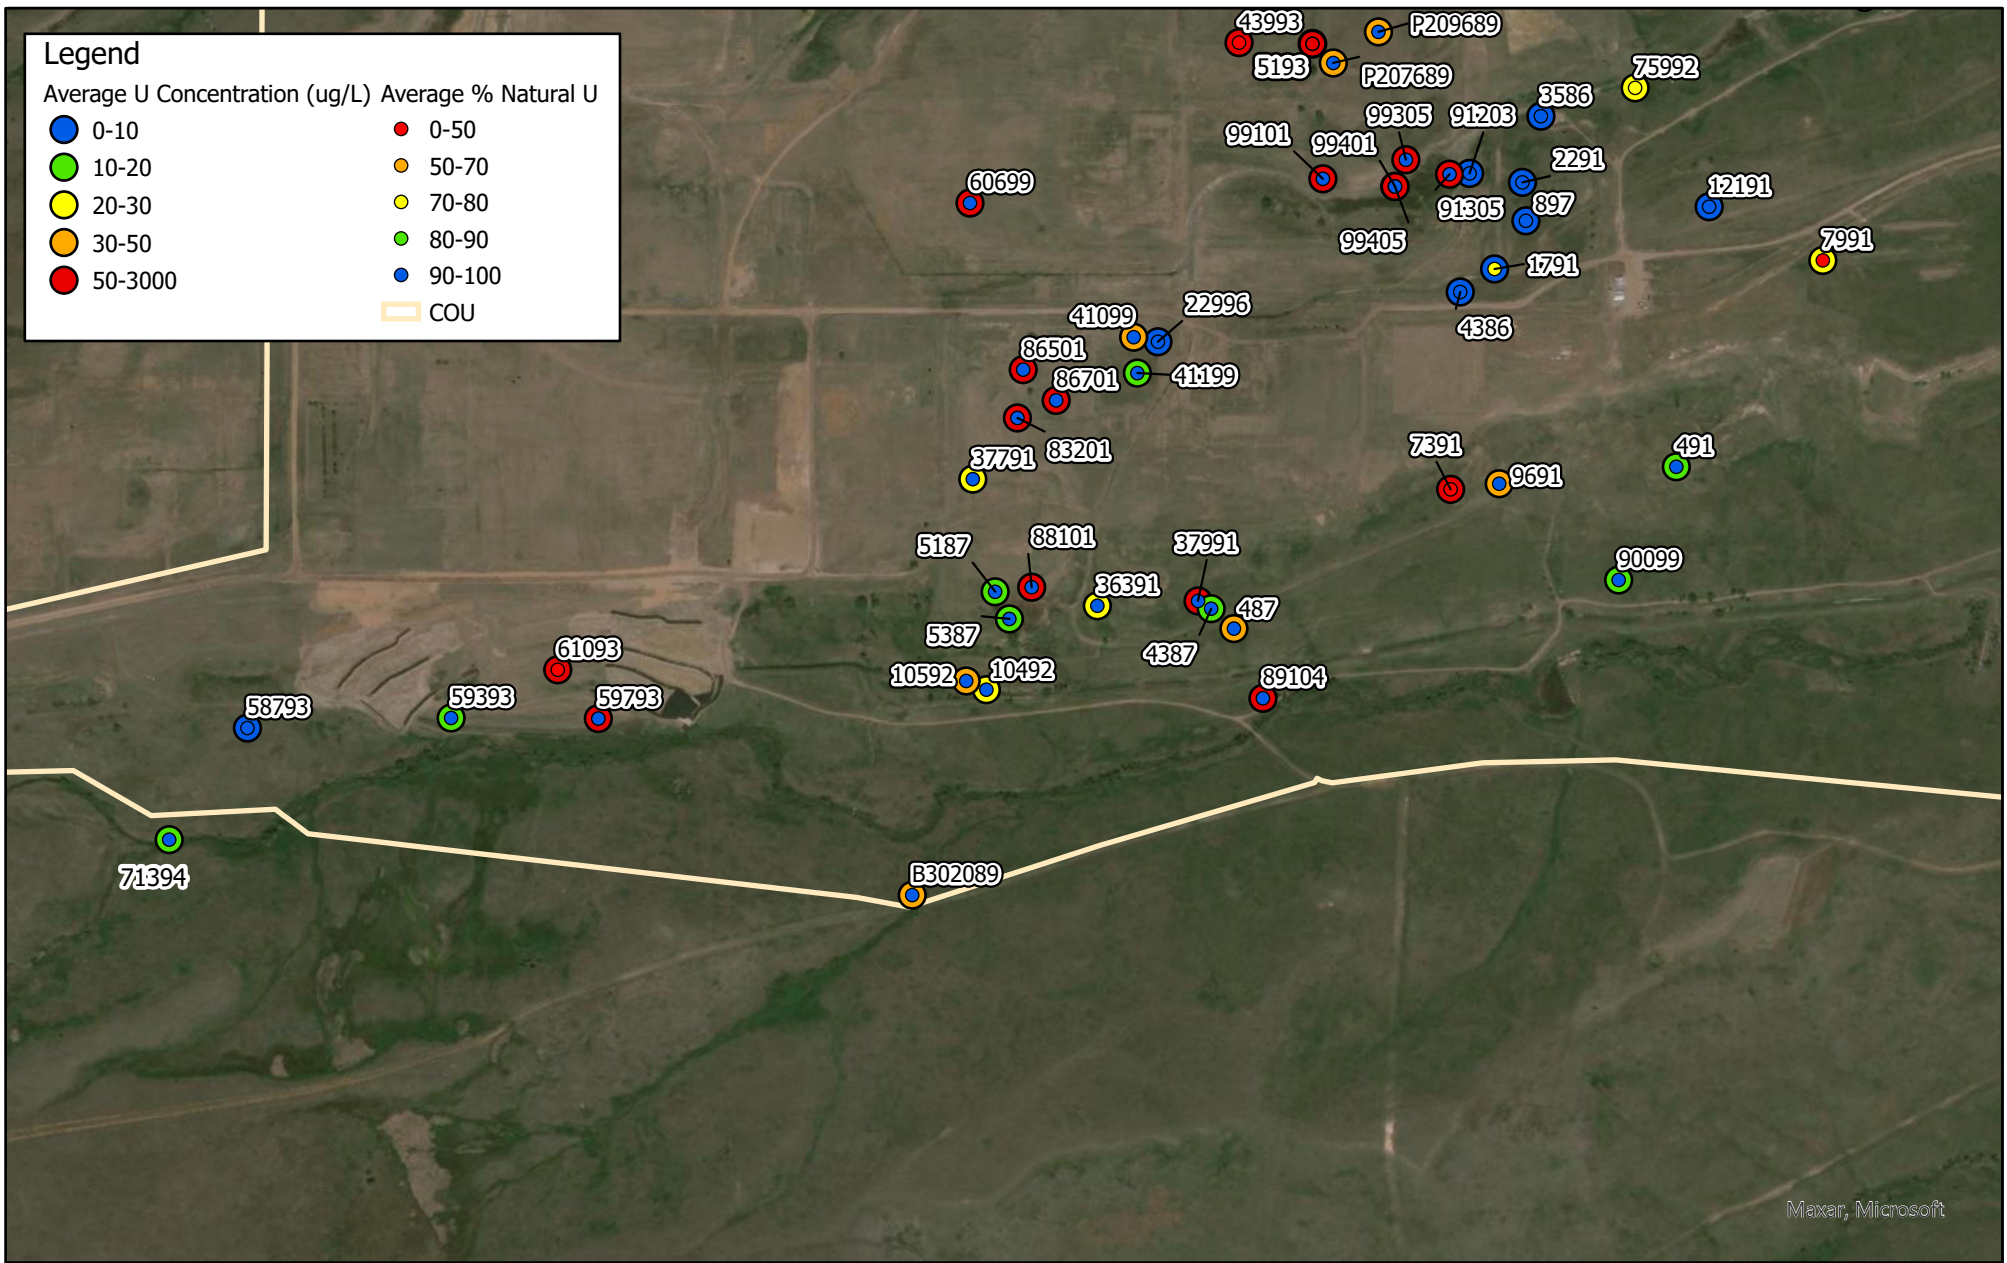 Legend
Average U Concentration (ug/L) Average % Natural U
0-10 0-50
10-20 50-70
20-30 70-80
30-50 80-90
50-3000 90-100
COU
43993 P209689
5193 P207689 75992
3586
99305 91203
99101 99401
2291
60699 12191
91305 897
99405 7991
1791
22996
41099 4386
86501
86701 41199
83201 7391 491
37791 9691
5187 88101 37991
90099
36391 487
5387 4387
61093
10592 10492 89104
58793 59393 59793
B302089
71394
Maxar, Microsoft